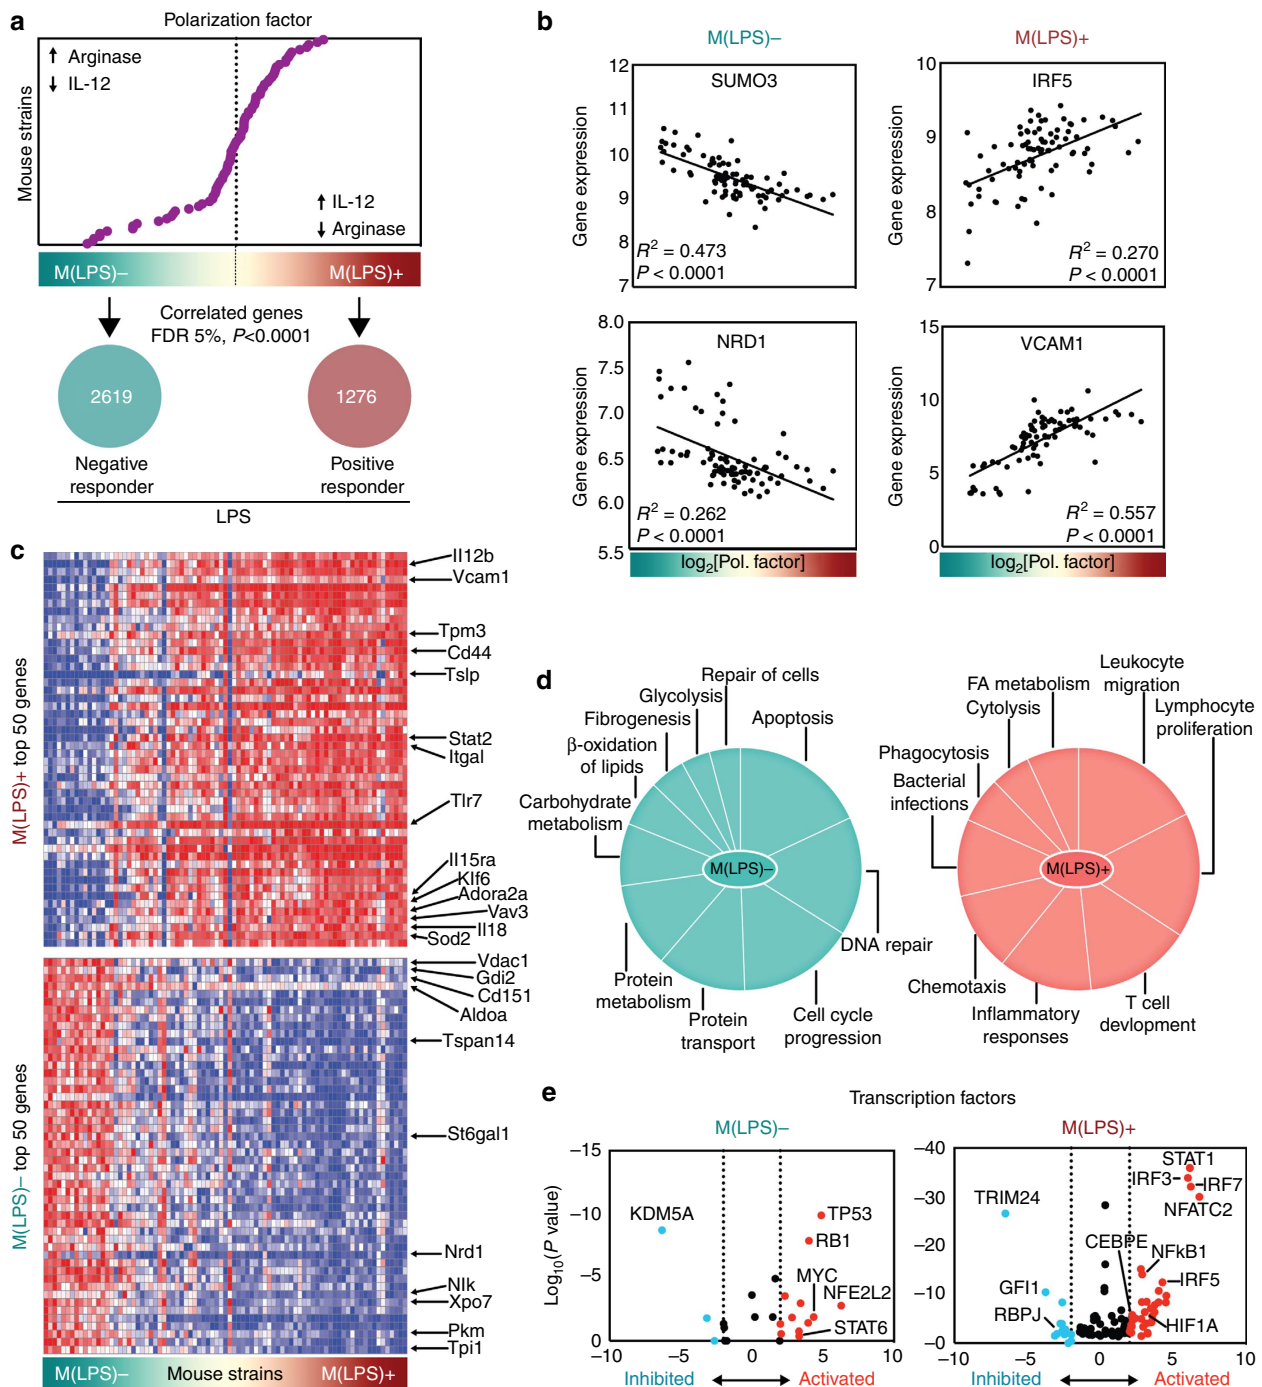 a
Polarization factor
Mouse strains
↑ Arginase
↓ IL-12
↑ IL-12
↓ Arginase
M(LPS)–
M(LPS)+
Correlated genes
FDR 5%, P<0.0001
2619
1276
Negative
responder
Positive
responder
LPS
b
M(LPS)–
M(LPS)+
SUMO3
Gene expression
12
11
10
9
8
7
R² = 0.473
P < 0.0001
IRF5
Gene expression
10
9
8
7
R² = 0.270
P < 0.0001
NRD1
Gene expression
8.0
7.5
7.0
6.5
6.0
5.5
R² = 0.262
P < 0.0001
log₂[Pol. factor]
VCAM1
Gene expression
15
10
5
0
R² = 0.557
P < 0.0001
log₂[Pol. factor]
c
M(LPS)+ top 50 genes
Il12b
Vcam1
Tpm3
Cd44
Tslp
Stat2
Itgal
Tlr7
Il15ra
Klf6
Adora2a
Vav3
Il18
Sod2
M(LPS)– top 50 genes
Vdac1
Gdi2
Cd151
Aldoa
Tspan14
St6gal1
Nrd1
Nlk
Xpo7
Pkm
Tpi1
M(LPS)–
Mouse strains
M(LPS)+
d
Repair of cells
Glycolysis
Fibrogenesis
β-oxidation
of lipids
Carbohydrate
metabolism
Apoptosis
M(LPS)–
DNA repair
Protein
metabolism
Protein
transport
Cell cycle
progression
Leukocyte
migration
FA metabolism
Cytolysis
Lymphocyte
proliferation
Phagocytosis
Bacterial
infections
M(LPS)+
Chemotaxis
Inflammatory
responses
T cell
devlopment
e
Transcription factors
M(LPS)–
M(LPS)+
Log₁₀(P value)
–15
–10
–5
0
KDM5A
TP53
RB1
MYC
NFE2L2
STAT6
–10
–5
0
5
10
Inhibited
Activated
–40
–30
–20
–10
–0
STAT1
IRF3
IRF7
NFATC2
TRIM24
CEBPE
NFkB1
GFI1
IRF5
RBPJ
HIF1A
–10
–5
0
5
10
Inhibited
Activated